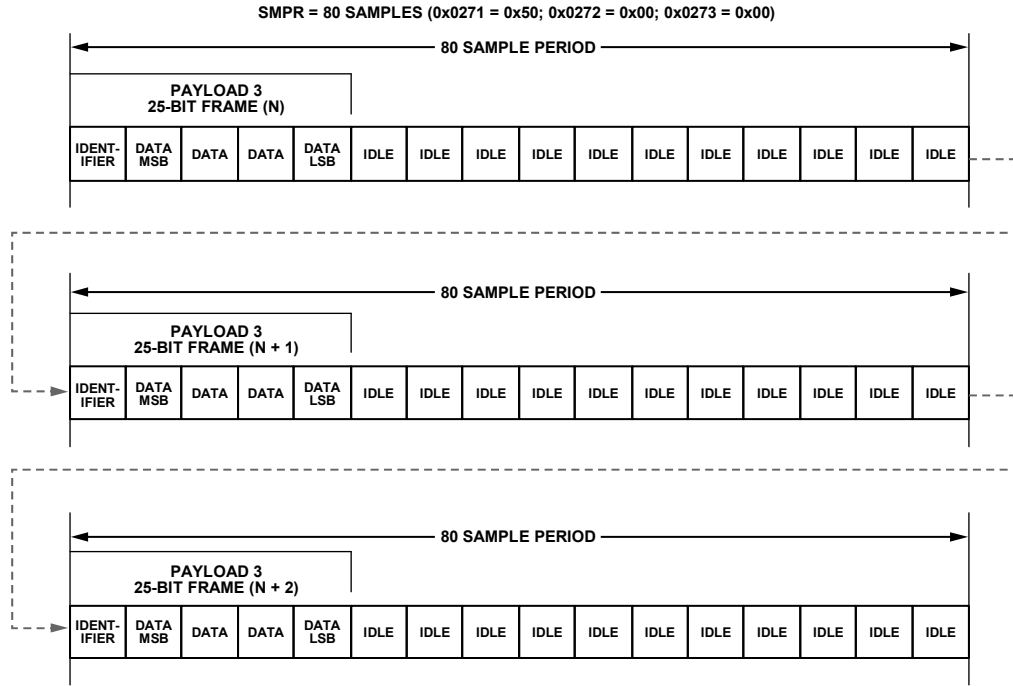 SMPR = 80 SAMPLES (0x0271 = 0x50; 0x0272 = 0x00; 0x0273 = 0x00)
80 SAMPLE PERIOD
PAYLOAD 3
25-BIT FRAME (N)
IDENT-
IFIER
DATA
MSB
DATA
DATA
DATA
LSB
IDLE
IDLE
IDLE
IDLE
IDLE
IDLE
IDLE
IDLE
IDLE
IDLE
IDLE
80 SAMPLE PERIOD
PAYLOAD 3
25-BIT FRAME (N + 1)
IDENT-
IFIER
DATA
MSB
DATA
DATA
DATA
LSB
IDLE
IDLE
IDLE
IDLE
IDLE
IDLE
IDLE
IDLE
IDLE
IDLE
IDLE
80 SAMPLE PERIOD
PAYLOAD 3
25-BIT FRAME (N + 2)
IDENT-
IFIER
DATA
MSB
DATA
DATA
DATA
LSB
IDLE
IDLE
IDLE
IDLE
IDLE
IDLE
IDLE
IDLE
IDLE
IDLE
IDLE